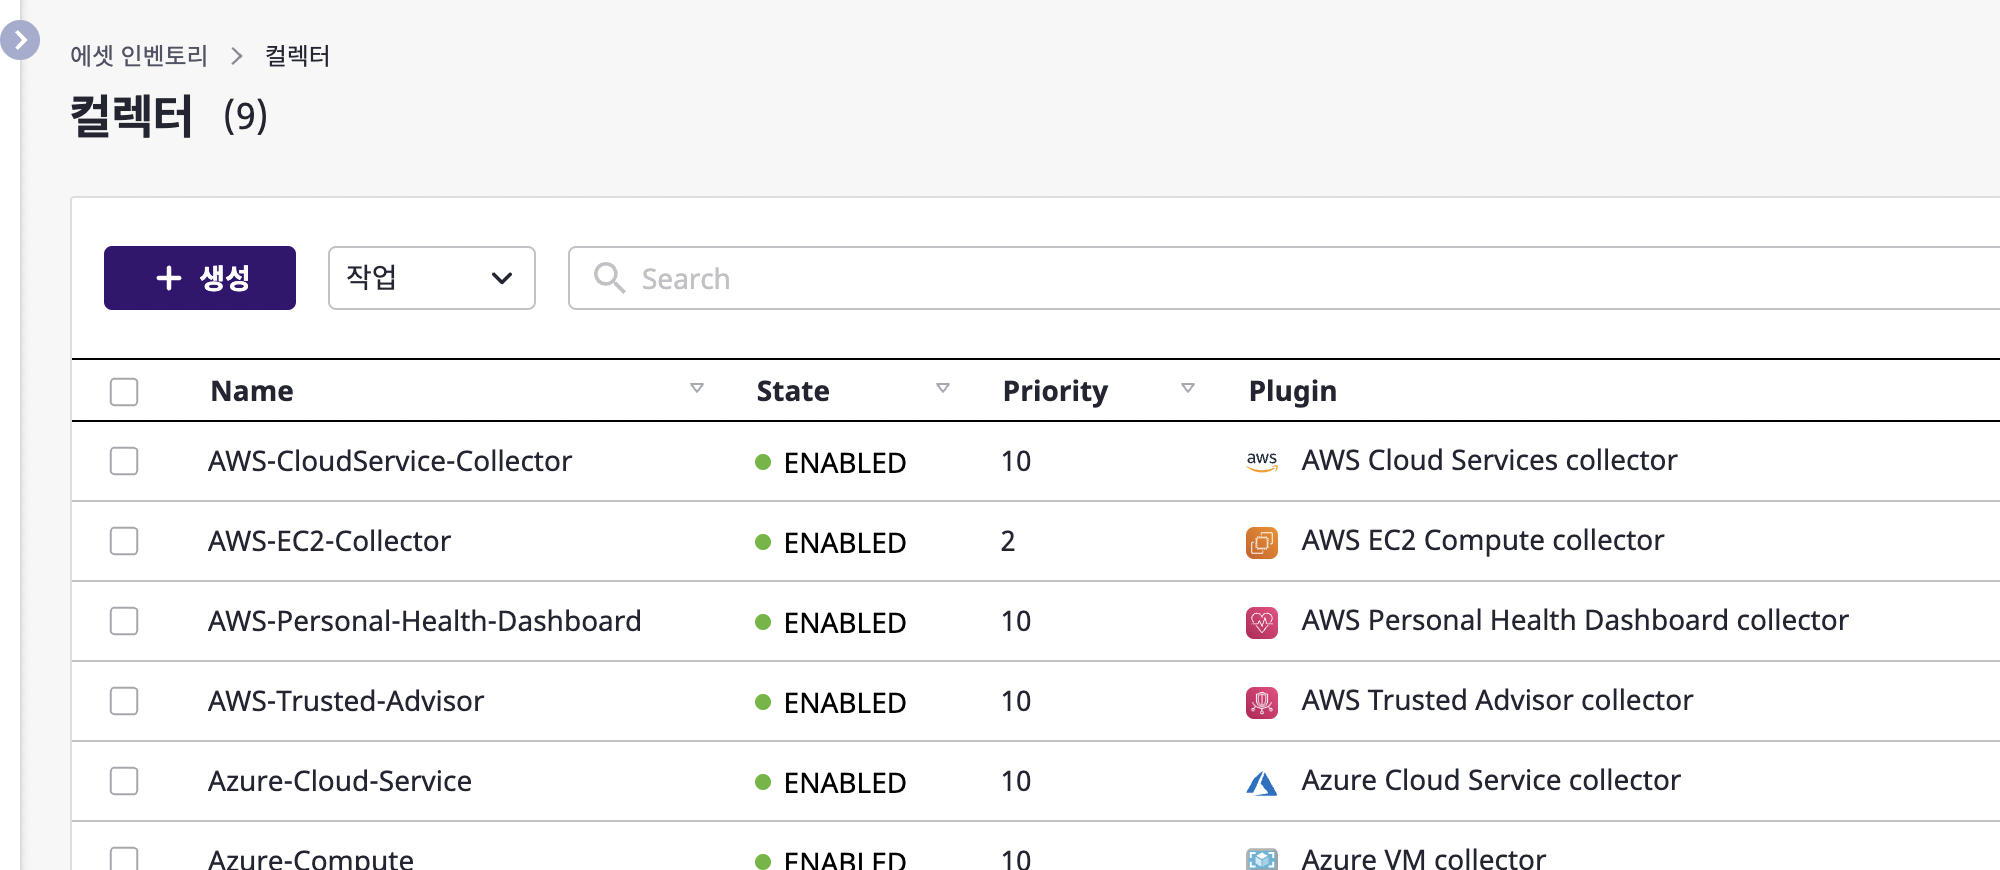 에셋 인벤토리 > 컬렉터
컬렉터 (9)
+ 생성 작업 Search
Name State Priority Plugin
AWS-CloudService-Collector ENABLED 10 aws AWS Cloud Services collector
AWS-EC2-Collector ENABLED 2 AWS EC2 Compute collector
AWS-Personal-Health-Dashboard ENABLED 10 AWS Personal Health Dashboard collector
AWS-Trusted-Advisor ENABLED 10 AWS Trusted Advisor collector
Azure-Cloud-Service ENABLED 10 Azure Cloud Service collector
Azure-Compute ENABLED 10 Azure VM collector